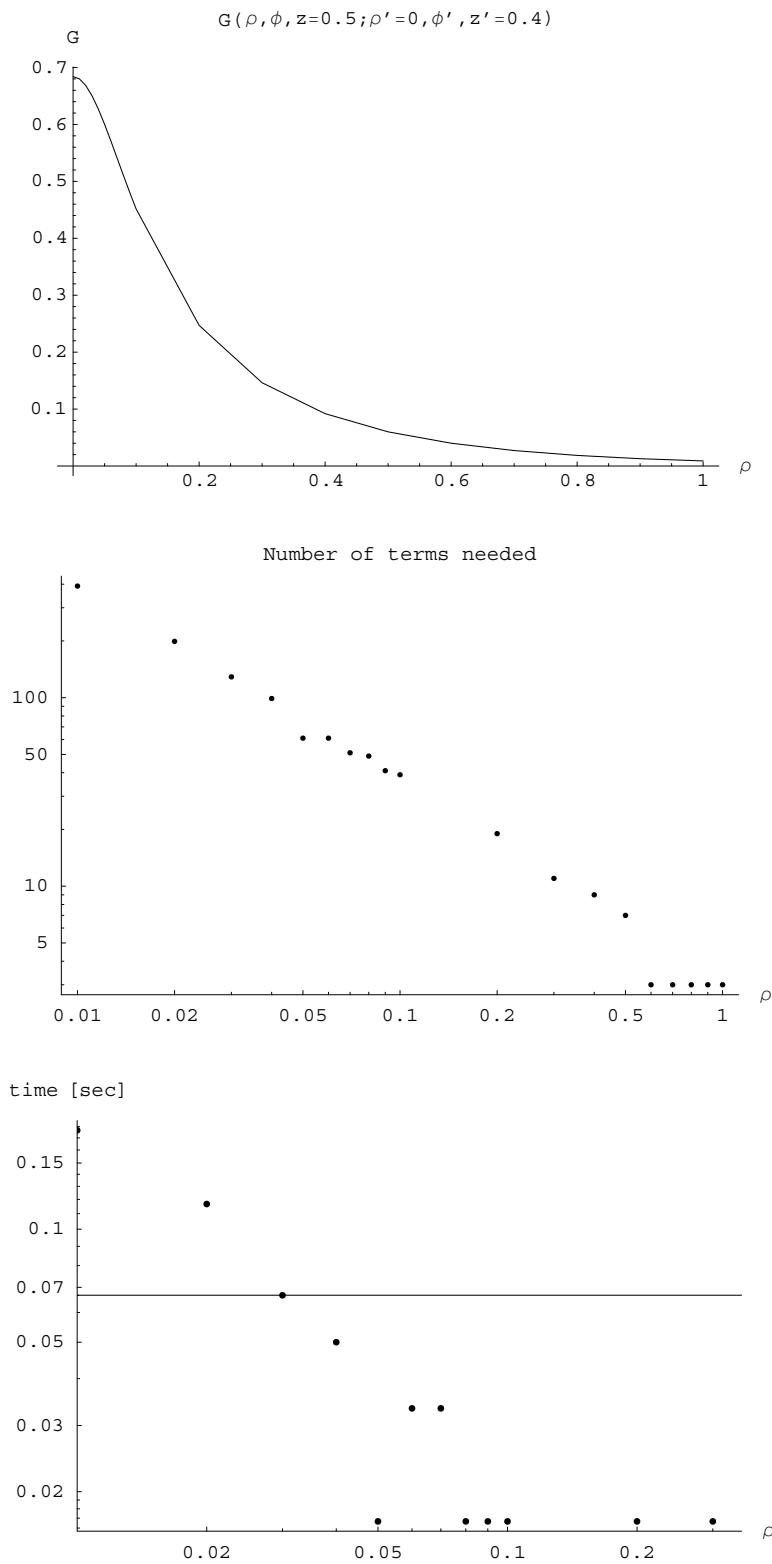 G(ρ,ϕ,z=0.5;ρ′=0,ϕ′,z′=0.4)
G
0.7
0.6
0.5
0.4
0.3
0.2
0.1
0.2 0.4 0.6 0.8 1 ρ
Number of terms needed
100
50
10
5
0.01 0.02 0.05 0.1 0.2 0.5 1 ρ
time [sec]
0.15
0.1
0.07
0.05
0.03
0.02
0.02 0.05 0.1 0.2 ρ